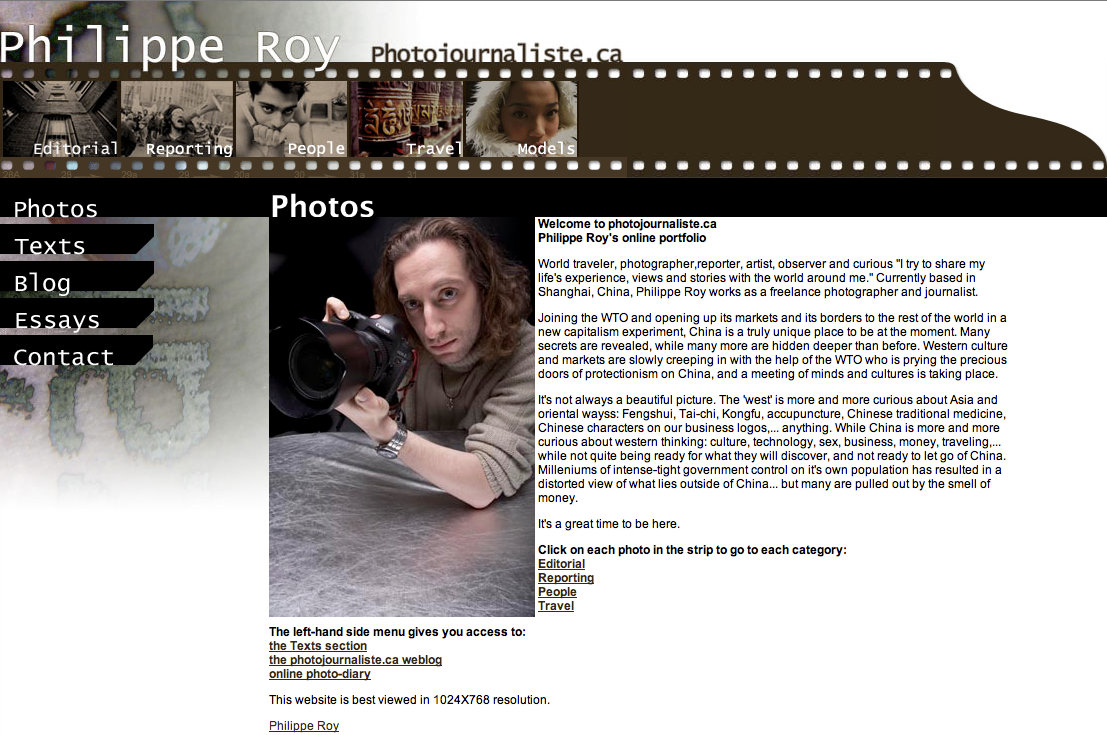 Philippe Roy Photojournaliste.ca
Editorial Reporting People Travel Models
28A 28 29a 30a 31a 31
Photos
Texts
Blog
Essays
Contact
Photos
Welcome to photojournaliste.ca
Philippe Roy's online portfolio
World traveler, photographer,reporter, artist, observer and curious "I try to share my
life's experience, views and stories with the world around me." Currently based in
Shanghai, China, Philippe Roy works as a freelance photographer and journalist.
Joining the WTO and opening up its markets and its borders to the rest of the world in a
new capitalism experiment, China is a truly unique place to be at the moment. Many
secrets are revealed, while many more are hidden deeper than before. Western culture
and markets are slowly creeping in with the help of the WTO who is prying the precious
doors of protectionism on China, and a meeting of minds and cultures is taking place.
It's not always a beautiful picture. The 'west' is more and more curious about Asia and
oriental wayss: Fengshui, Tai-chi, Kongfu, accupuncture, Chinese traditional medicine,
Chinese characters on our business logos,... anything. While China is more and more
curious about western thinking: culture, technology, sex, business, money, traveling,...
while not quite being ready for what they will discover, and not ready to let go of China.
Milleniums of intense-tight government control on it's own population has resulted in a
distorted view of what lies outside of China... but many are pulled out by the smell of
money.
It's a great time to be here.
Click on each photo in the strip to go to each category:
Editorial
Reporting
People
Travel
The left-hand side menu gives you access to:
the Texts section
the photojournaliste.ca weblog
online photo-diary
This website is best viewed in 1024X768 resolution.
Philippe Roy